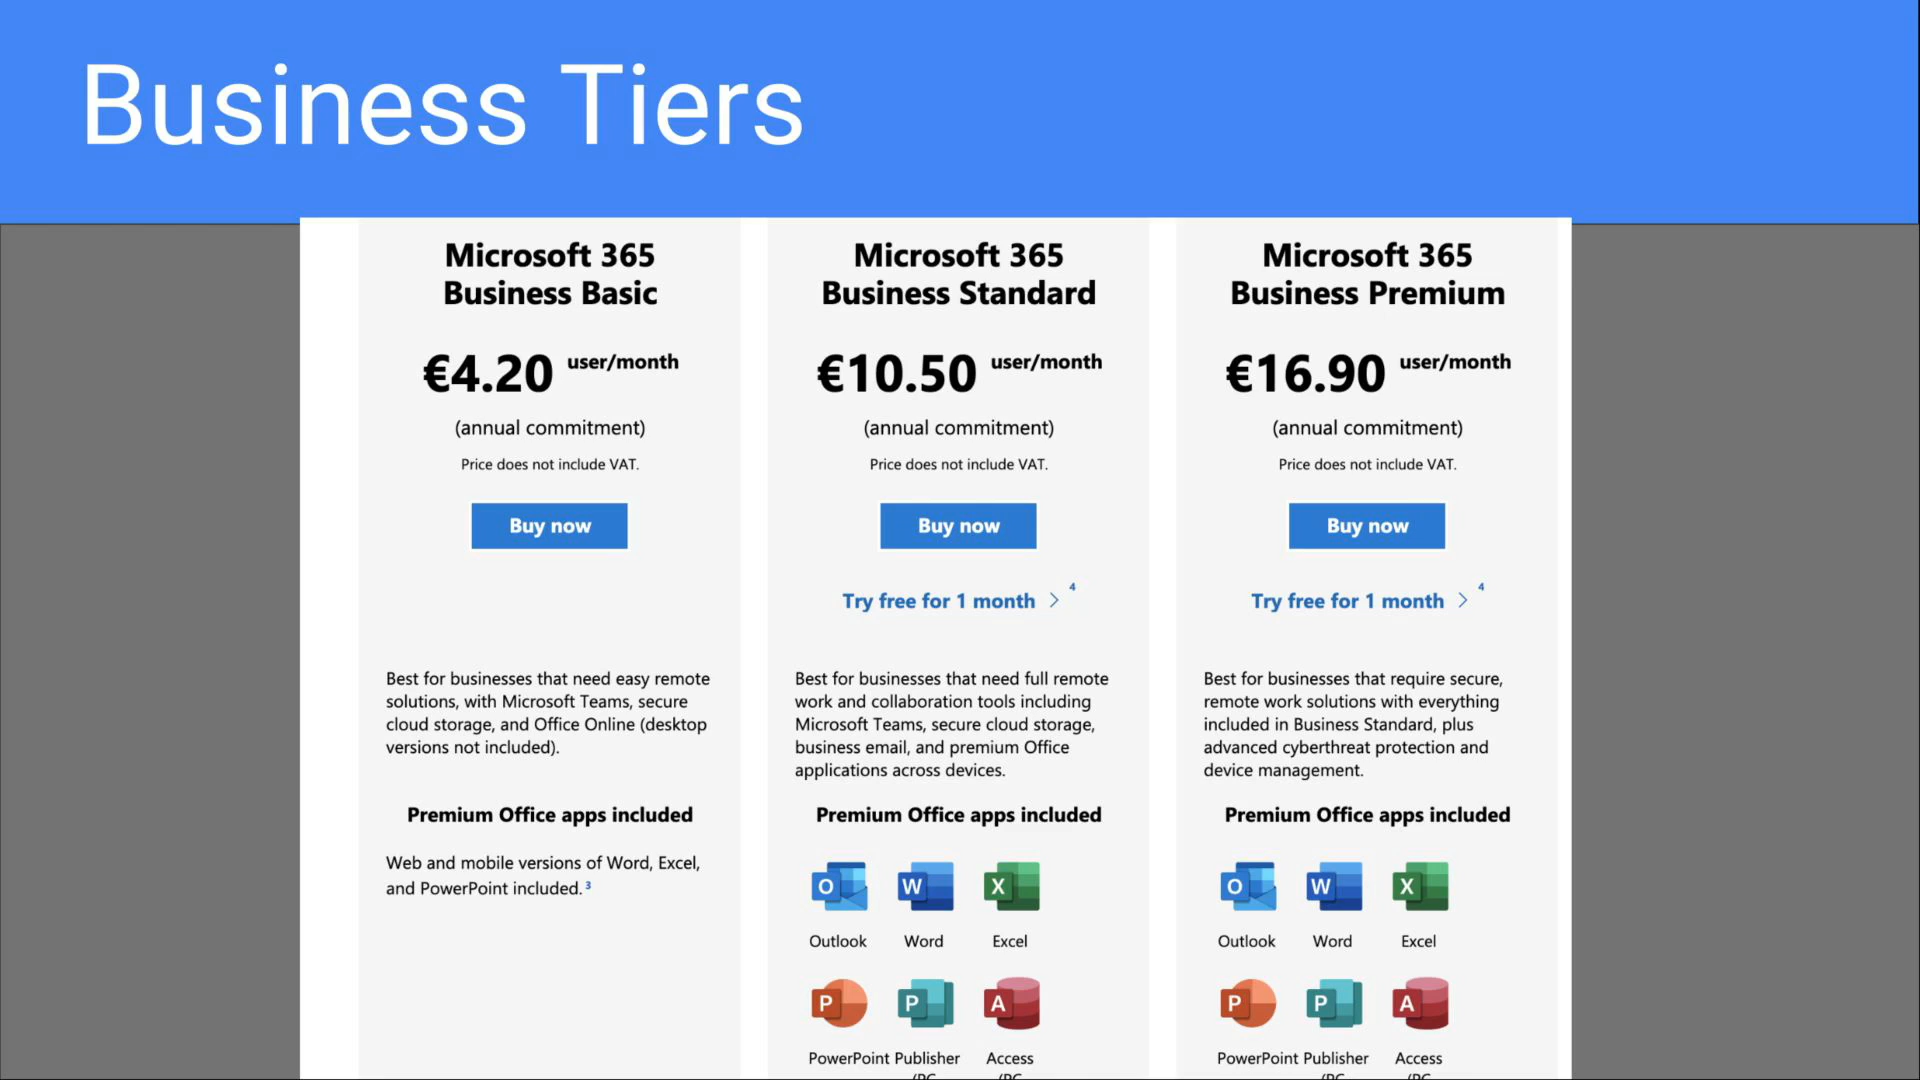 Business Tiers
Microsoft 365
Business Basic
€4.20 user/month
(annual commitment)
Price does not include VAT.
Buy now
Best for businesses that need easy remote
solutions, with Microsoft Teams, secure
cloud storage, and Office Online (desktop
versions not included).
Premium Office apps included
Web and mobile versions of Word, Excel,
and PowerPoint included. 3
Microsoft 365
Business Standard
€10.50 user/month
(annual commitment)
Price does not include VAT.
Buy now
Try free for 1 month > 4
Best for businesses that need full remote
work and collaboration tools including
Microsoft Teams, secure cloud storage,
business email, and premium Office
applications across devices.
Premium Office apps included
O W X
Outlook Word Excel
P P A
PowerPoint Publisher Access
(PC (PC
Microsoft 365
Business Premium
€16.90 user/month
(annual commitment)
Price does not include VAT.
Buy now
Try free for 1 month > 4
Best for businesses that require secure,
remote work solutions with everything
included in Business Standard, plus
advanced cyberthreat protection and
device management.
Premium Office apps included
O W X
Outlook Word Excel
P P A
PowerPoint Publisher Access
(PC (PC